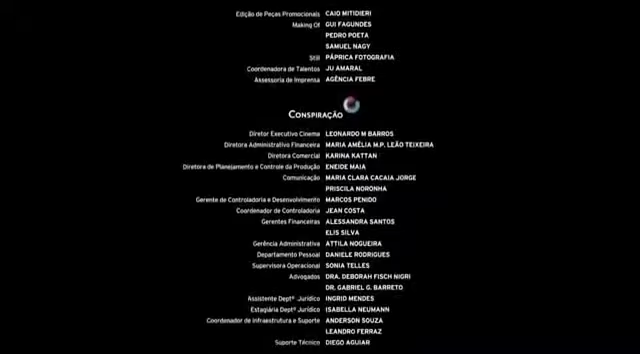 Edição de Peças Promocionais CAIO MITIDIERI
Making Of GUI FAGUNDES
PEDRO POETA
SAMUEL NAGY
Still PÁPRICA FOTOGRAFIA
Coordenadora de Talentos JU AMARAL
Assessoria de Imprensa AGÊNCIA FEBRE
CONSPIRAÇÃO
Diretor Executivo Cinema LEONARDO M BARROS
Diretora Administrativo Financeira MARIA AMÉLIA M.P. LEÃO TEIXEIRA
Diretora Comercial KARINA KATTAN
Diretora de Planejamento e Controle da Produção ENEIDE MAIA
Comunicação MARIA CLARA CACAIA JORGE
PRISCILA NORONHA
Gerente de Controladoria e Desenvolvimento MARCOS PENIDO
Coordenador de Controladoria JEAN COSTA
Gerentes Financeiras ALESSANDRA SANTOS
ELIS SILVA
Gerência Administrativa ATTILA NOGUEIRA
Departamento Pessoal DANIELE RODRIGUES
Supervisora Operacional SONIA TELLES
Advogados DRA. DEBORAH FISCH NIGRI
DR. GABRIEL G. BARRETO
Assistente Deptº Jurídico INGRID MENDES
Estagiária Deptº Jurídico ISABELLA NEUMANN
Coordenador de Infraestrutura e Suporte ANDERSON SOUZA
LEANDRO FERRAZ
Suporte Técnico DIEGO AGUIAR